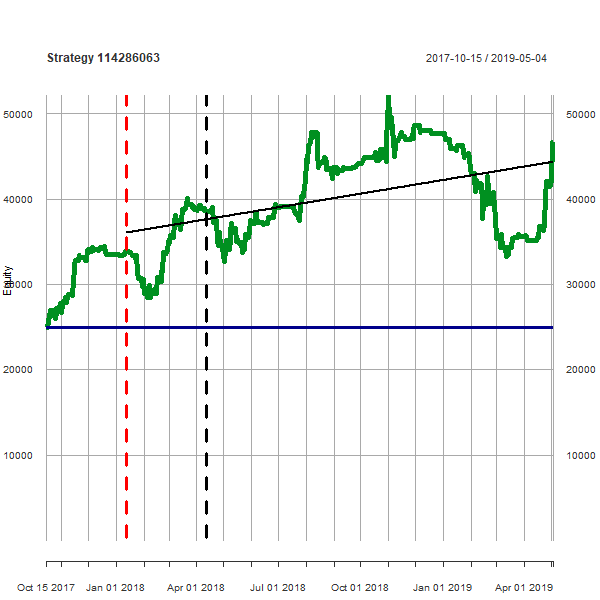 Strategy 114286063
2017-10-15 / 2019-05-04
50000 50000
40000 40000
Equity
30000 30000
20000 20000
10000 10000
Oct 15 2017 Jan 01 2018 Apr 01 2018 Jul 01 2018 Oct 01 2018 Jan 01 2019 Apr 01 2019